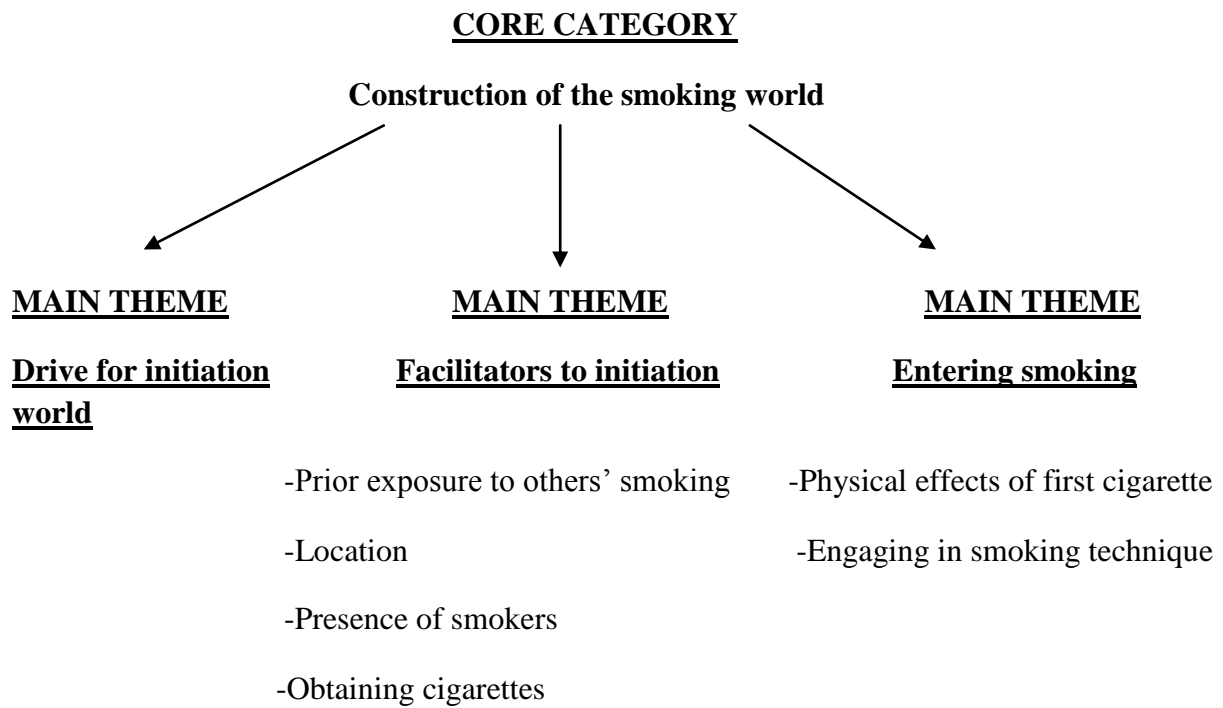 CORE CATEGORY
Construction of the smoking world
MAIN THEME MAIN THEME MAIN THEME
Drive for initiation Facilitators to initiation Entering smoking
world
-Prior exposure to others’ smoking -Physical effects of first cigarette
-Location -Engaging in smoking technique
-Presence of smokers
-Obtaining cigarettes